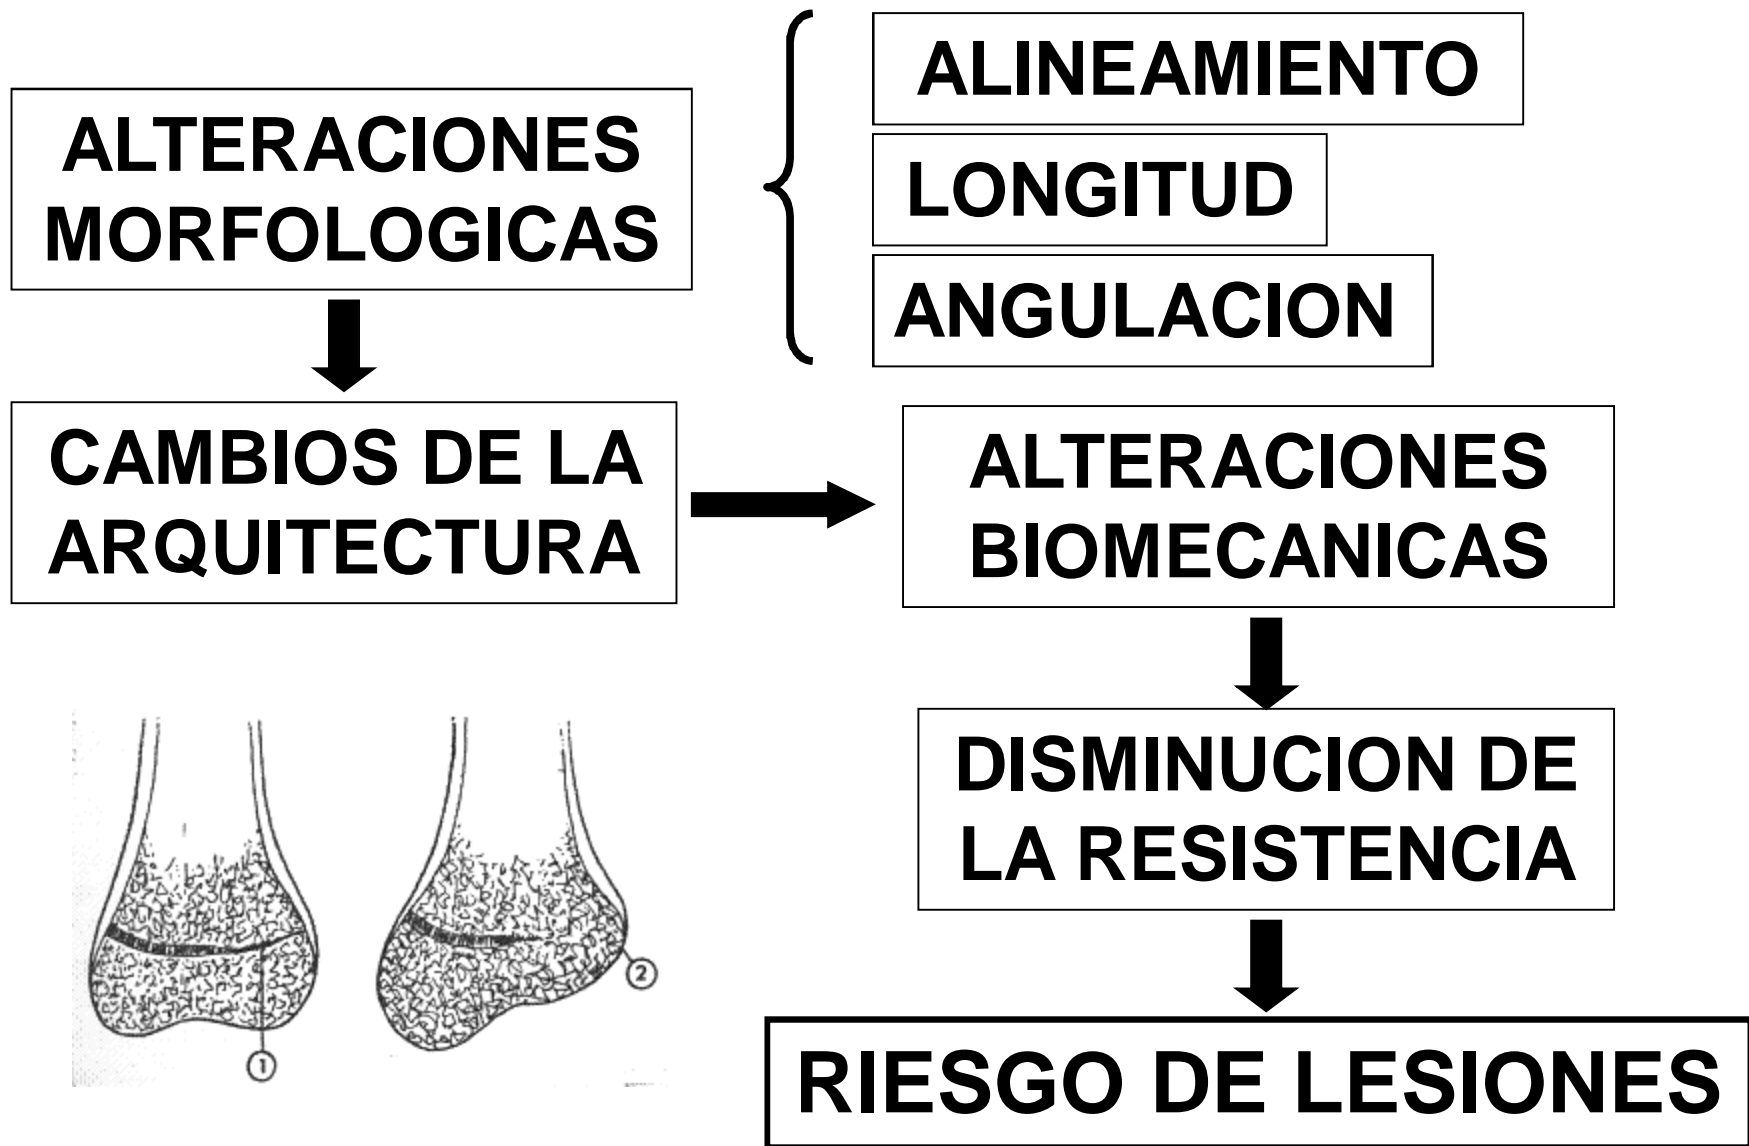 ALTERACIONES
MORFOLOGICAS
ALINEAMIENTO
LONGITUD
ANGULACION
CAMBIOS DE LA
ARQUITECTURA
ALTERACIONES
BIOMECANICAS
DISMINUCION DE
LA RESISTENCIA
RIESGO DE LESIONES
1
2